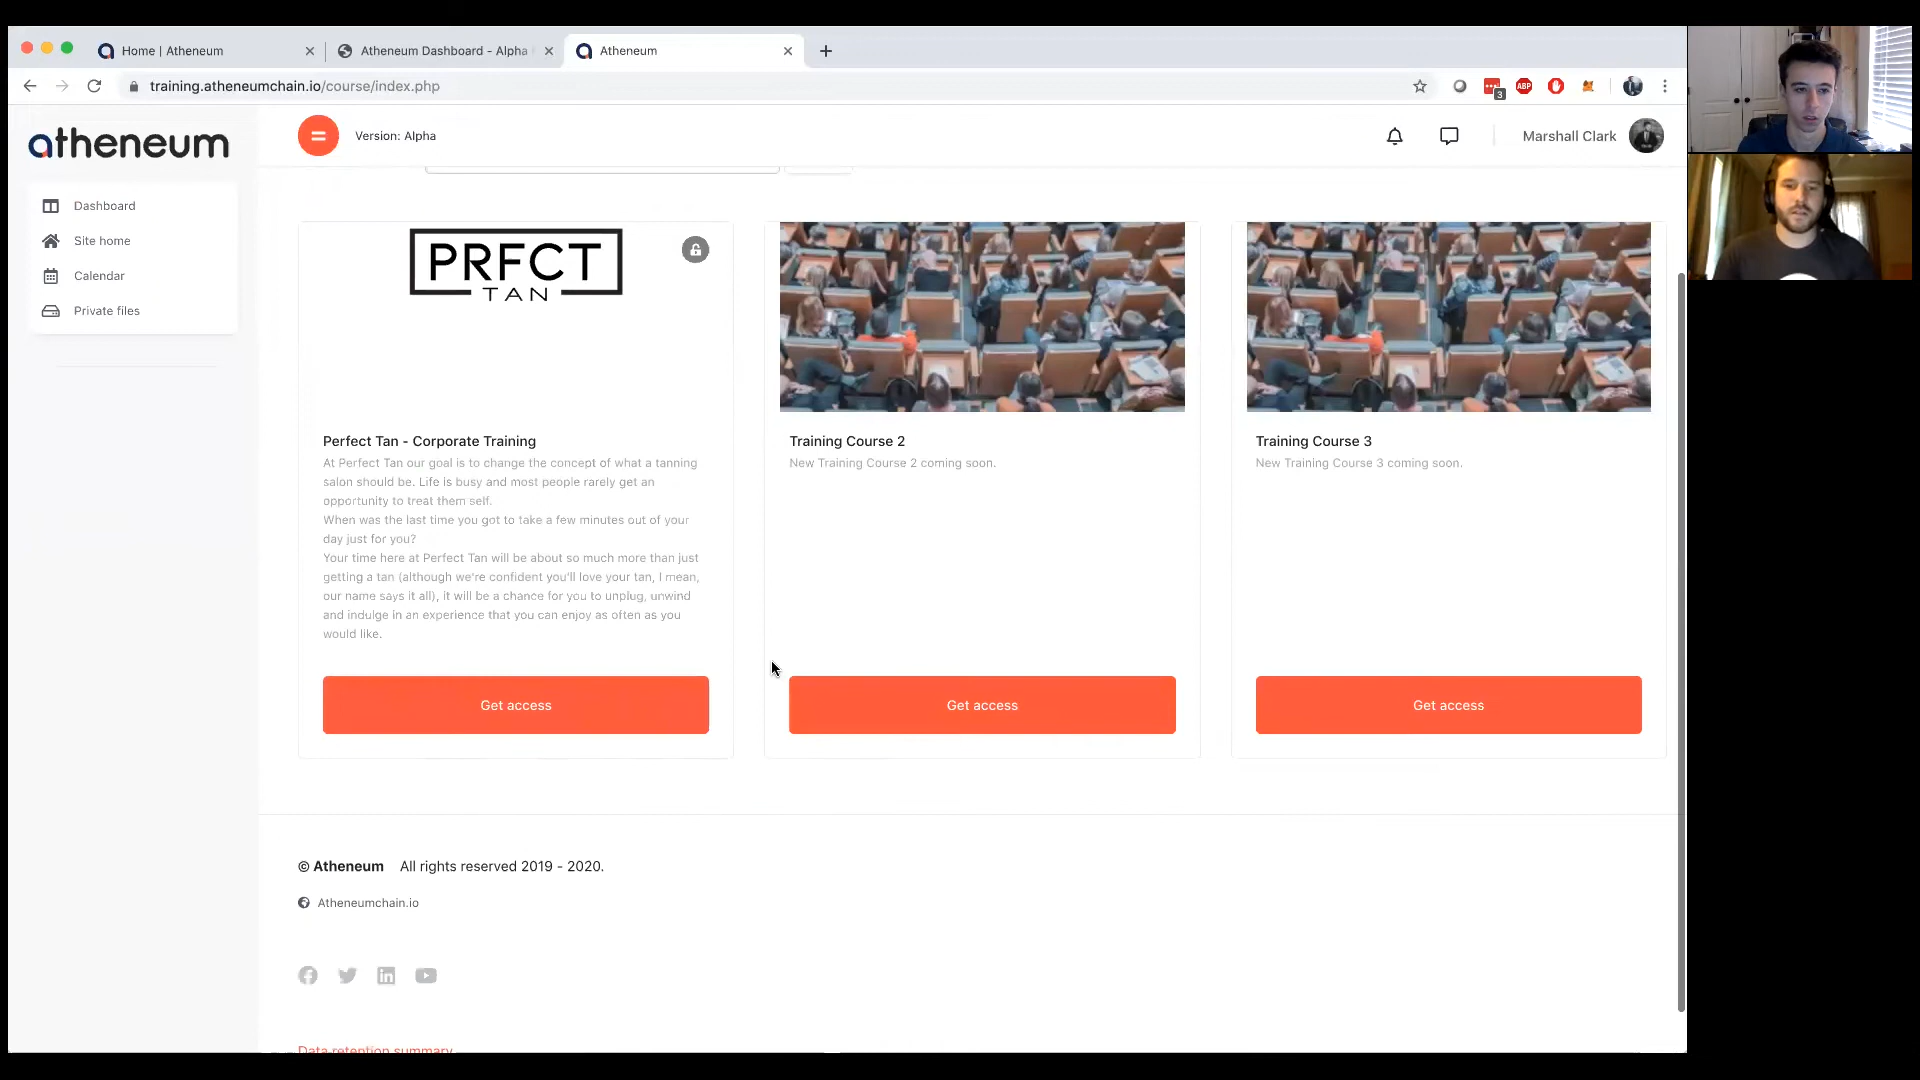 Home | Atheneum
Atheneum Dashboard - Alpha
Atheneum
training.atheneumchain.io/course/index.php
3
ABP
atheneum
Version: Alpha
Marshall Clark
Dashboard
Site home
Calendar
Private files
PRFCT
TAN
Perfect Tan - Corporate Training
At Perfect Tan our goal is to change the concept of what a tanning
salon should be. Life is busy and most people rarely get an
opportunity to treat them self.
When was the last time you got to take a few minutes out of your
day just for you?
Your time here at Perfect Tan will be about so much more than just
getting a tan (although we're confident you'll love your tan, I mean,
our name says it all), it will be a chance for you to unplug, unwind
and indulge in an experience that you can enjoy as often as you
would like.
Get access
Training Course 2
New Training Course 2 coming soon.
Get access
Training Course 3
New Training Course 3 coming soon.
Get access
© Atheneum All rights reserved 2019 - 2020.
Atheneumchain.io
Data retention summary